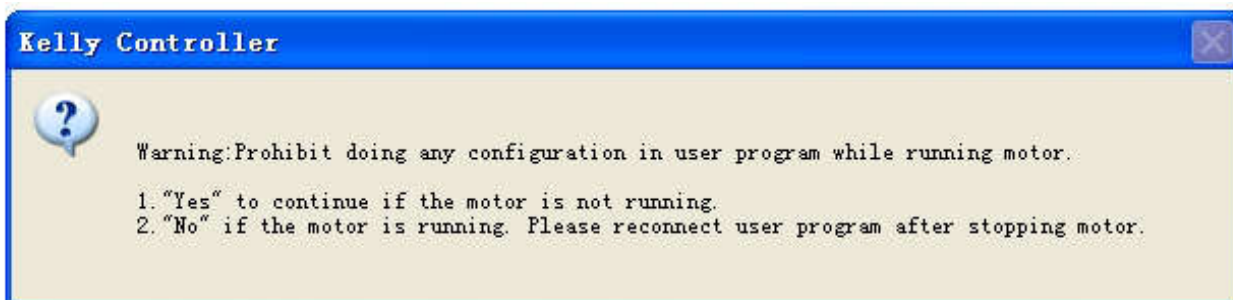 Kelly Controller
Warning:Prohibit doing any configuration in user program while running motor.
1."Yes" to continue if the motor is not running.
2."No" if the motor is running. Please reconnect user program after stopping motor.